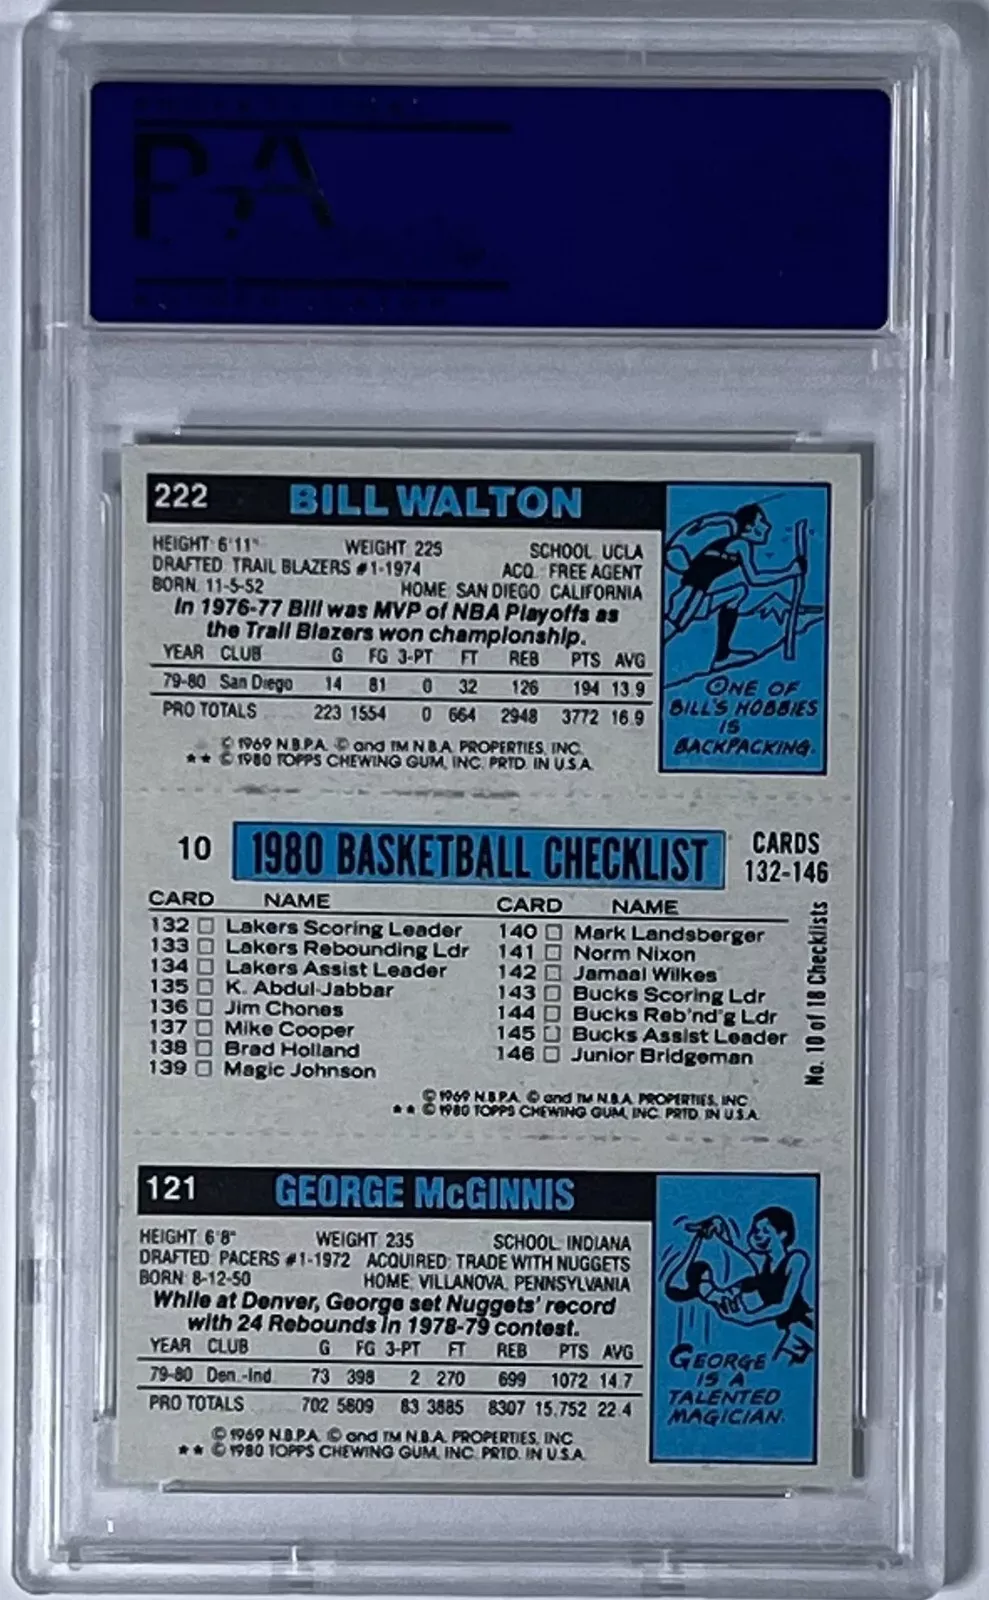 PSA
222 BILL WALTON
HEIGHT: 6'11" WEIGHT: 225 SCHOOL: UCLA
DRAFTED: TRAIL BLAZERS #1-1974 ACQ.: FREE AGENT
BORN: 11-5-52 HOME: SAN DIEGO, CALIFORNIA
In 1976-77 Bill was MVP of NBA Playoffs as
the Trail Blazers won championship.
YEAR CLUB G FG 3-PT FT REB PTS AVG
79-80 San Diego 14 81 0 32 126 194 13.9
PRO TOTALS 223 1554 0 664 2948 3772 16.9
© 1969 N.B.P.A. © and TM N.B.A. PROPERTIES, INC.
** © 1980 TOPPS CHEWING GUM, INC. PRTD. IN U.S.A.
ONE OF
BILL'S HOBBIES
IS
BACKPACKING.
10 1980 BASKETBALL CHECKLIST CARDS
132-146
CARD NAME
132 Lakers Scoring Leader
133 Lakers Rebounding Ldr
134 Lakers Assist Leader
135 K. Abdul-Jabbar
136 Jim Chones
137 Mike Cooper
138 Brad Holland
139 Magic Johnson
CARD NAME
140 Mark Landsberger
141 Norm Nixon
142 Jamaal Wilkes
143 Bucks Scoring Ldr
144 Bucks Reb'nd'g Ldr
145 Bucks Assist Leader
146 Junior Bridgeman
No. 10 of 18 Checklists
© 1969 N.B.P.A. © and TM N.B.A. PROPERTIES, INC.
** © 1980 TOPPS CHEWING GUM, INC. PRTD. IN U.S.A.
121 GEORGE McGINNIS
HEIGHT: 6'8" WEIGHT: 235 SCHOOL: INDIANA
DRAFTED: PACERS #1-1972 ACQUIRED: TRADE WITH NUGGETS
BORN: 8-12-50 HOME: VILLANOVA, PENNSYLVANIA
While at Denver, George set Nuggets' record
with 24 Rebounds in 1978-79 contest.
YEAR CLUB G FG 3-PT FT REB PTS AVG
79-80 Den.-Ind. 73 398 2 270 699 1072 14.7
PRO TOTALS 702 5809 83 3885 8307 15,752 22.4
© 1969 N.B.P.A. © and TM N.B.A. PROPERTIES, INC.
** © 1980 TOPPS CHEWING GUM, INC. PRTD. IN U.S.A.
GEORGE
IS A
TALENTED
MAGICIAN.